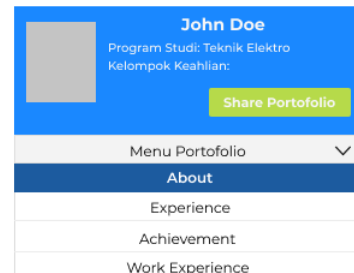 John Doe
Program Studi: Teknik Elektro
Kelompok Keahlian:
Share Portofolio
Menu Portofolio
About
Experience
Achievement
Work Experience